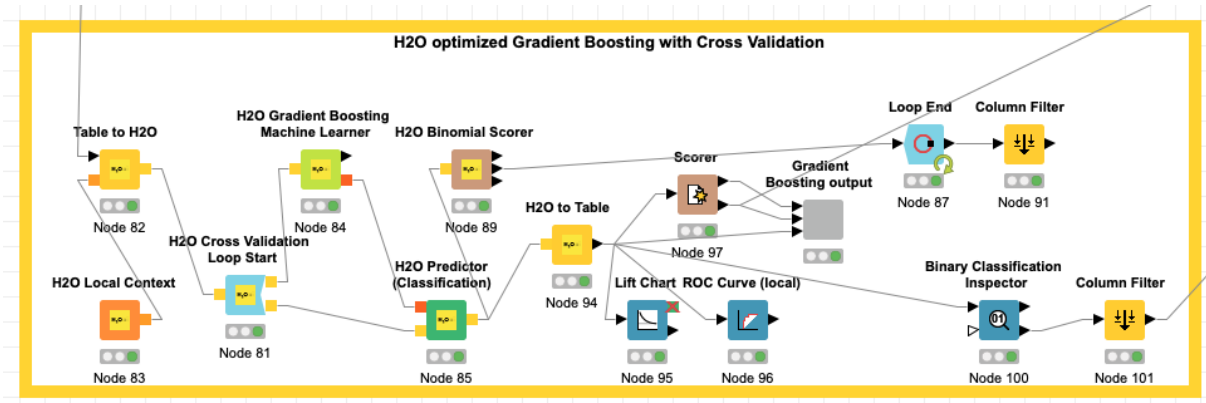 H2O optimized Gradient Boosting with Cross Validation
Table to H2O
Node 82
H2O Local Context
Node 83
H2O Cross Validation
Loop Start
Node 81
H2O Gradient Boosting
Machine Learner
Node 84
H2O Predictor
(Classification)
Node 85
H2O Binomial Scorer
Node 89
H2O to Table
Node 94
Scorer
Node 97
Gradient
Boosting output
Lift Chart
Node 95
ROC Curve (local)
Node 96
Loop End
Node 87
Column Filter
Node 91
Binary Classification
Inspector
01
Node 100
Column Filter
Node 101